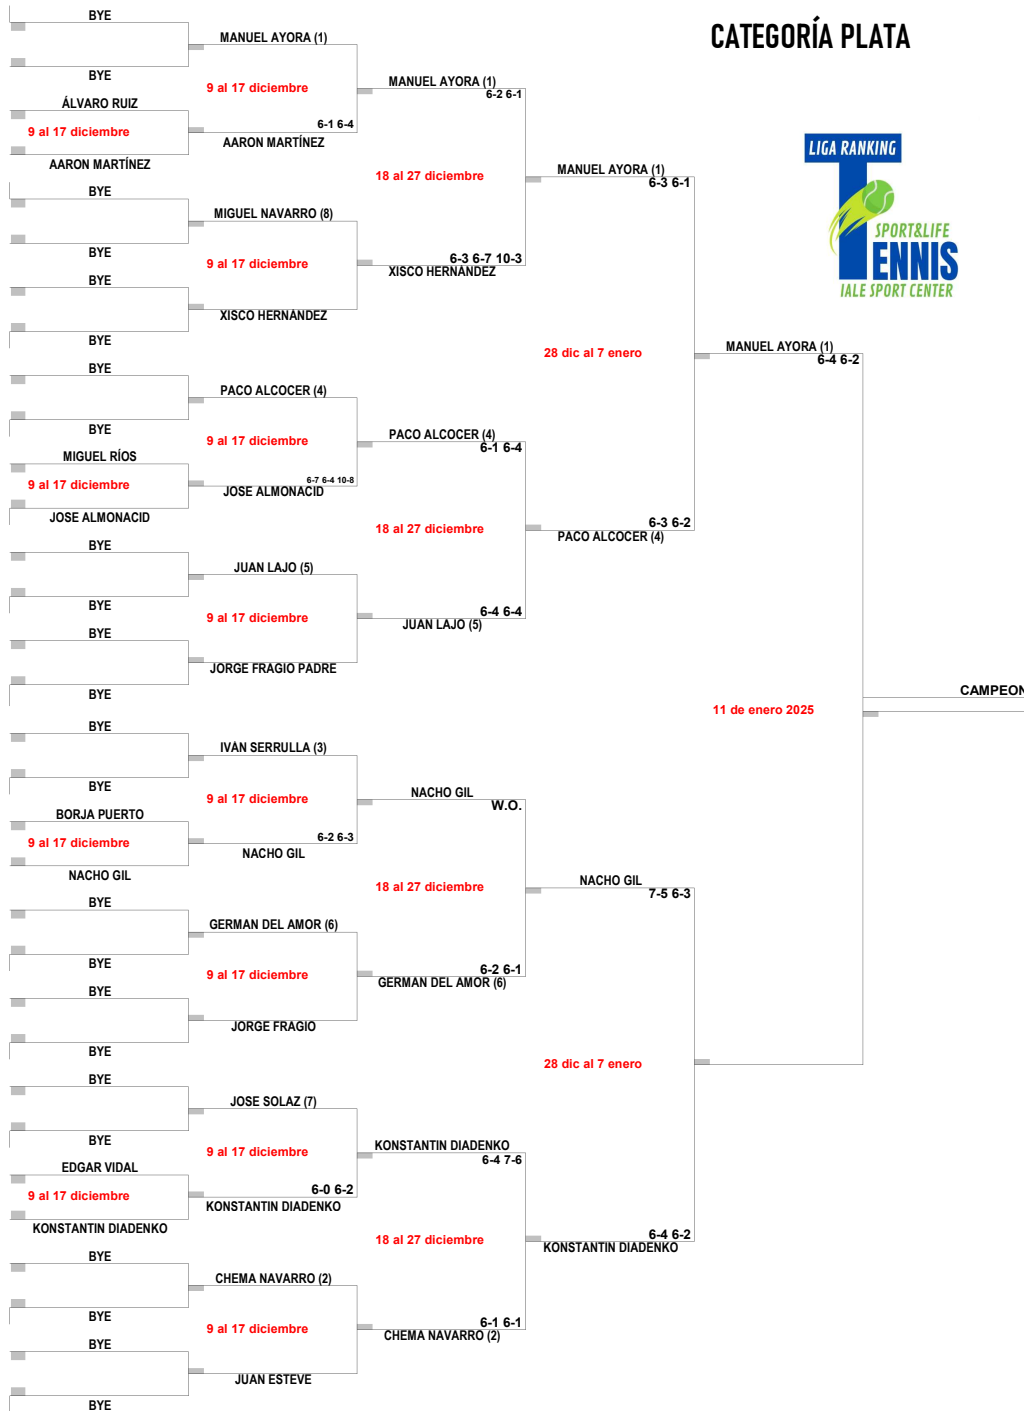 CATEGORÍA PLATA
LIGA RANKING
SPORT&LIFE
TENNIS
IALE SPORT CENTER
BYE
MANUEL AYORA (1)
BYE
9 al 17 diciembre
MANUEL AYORA (1)
6-2 6-1
ÁLVARO RUIZ
9 al 17 diciembre
6-1 6-4
AARON MARTÍNEZ
AARON MARTÍNEZ
18 al 27 diciembre
MANUEL AYORA (1)
6-3 6-1
BYE
MIGUEL NAVARRO (8)
BYE
9 al 17 diciembre
6-3 6-7 10-3
XISCO HERNÁNDEZ
BYE
XISCO HERNÁNDEZ
BYE
28 dic al 7 enero
MANUEL AYORA (1)
6-4 6-2
BYE
PACO ALCOCER (4)
BYE
9 al 17 diciembre
PACO ALCOCER (4)
6-1 6-4
MIGUEL RÍOS
9 al 17 diciembre
6-7 6-4 10-8
JOSE ALMONACID
JOSE ALMONACID
18 al 27 diciembre
6-3 6-2
PACO ALCOCER (4)
BYE
JUAN LAJO (5)
BYE
9 al 17 diciembre
6-4 6-4
JUAN LAJO (5)
BYE
JORGE FRAGIO PADRE
BYE
CAMPEON
11 de enero 2025
BYE
IVÁN SERRULLA (3)
BYE
9 al 17 diciembre
NACHO GIL
W.O.
BORJA PUERTO
9 al 17 diciembre
6-2 6-3
NACHO GIL
NACHO GIL
18 al 27 diciembre
NACHO GIL
7-5 6-3
BYE
GERMAN DEL AMOR (6)
BYE
9 al 17 diciembre
6-2 6-1
GERMAN DEL AMOR (6)
BYE
JORGE FRAGIO
BYE
28 dic al 7 enero
BYE
JOSE SOLAZ (7)
BYE
9 al 17 diciembre
KONSTANTIN DIADENKO
6-4 7-6
EDGAR VIDAL
9 al 17 diciembre
6-0 6-2
KONSTANTIN DIADENKO
KONSTANTIN DIADENKO
18 al 27 diciembre
6-4 6-2
KONSTANTIN DIADENKO
BYE
CHEMA NAVARRO (2)
BYE
9 al 17 diciembre
6-1 6-1
CHEMA NAVARRO (2)
BYE
JUAN ESTEVE
BYE